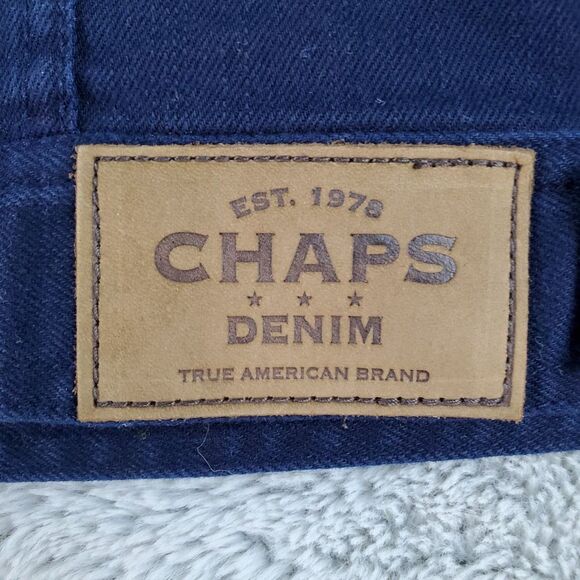 EST. 1978
CHAPS
DENIM
TRUE AMERICAN BRAND